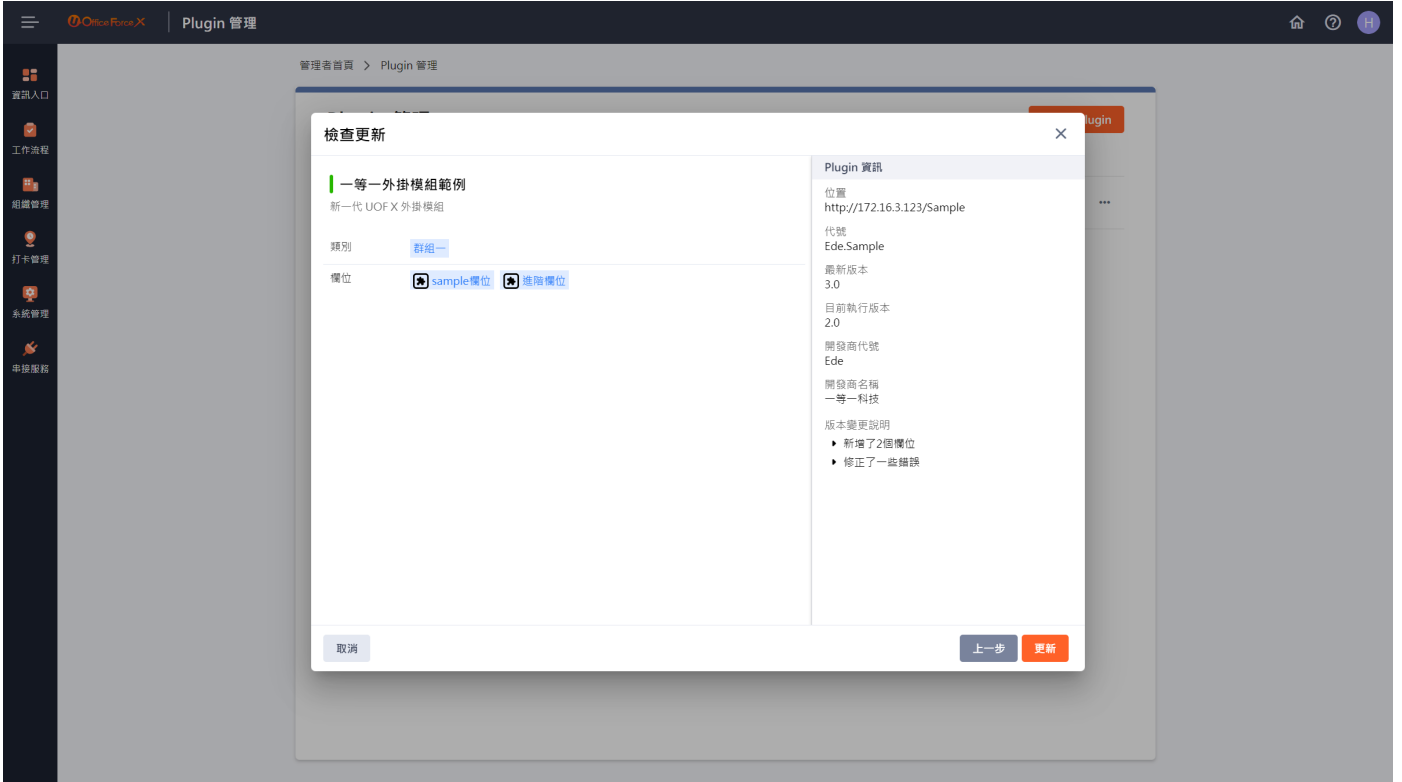 U Office Force X
Plugin 管理
H
資訊入口
工作流程
組織管理
打卡管理
系統管理
串接服務
管理者首頁 > Plugin 管理
lugin
檢查更新
一等一外掛模組範例
新一代 UOF X 外掛模組
類別
群組一
欄位
sample欄位
進階欄位
Plugin 資訊
位置
http://172.16.3.123/Sample
代號
Ede.Sample
最新版本
3.0
目前執行版本
2.0
開發商代號
Ede
開發商名稱
一等一科技
版本變更說明
新增了2個欄位
修正了一些錯誤
取消
上一步
更新